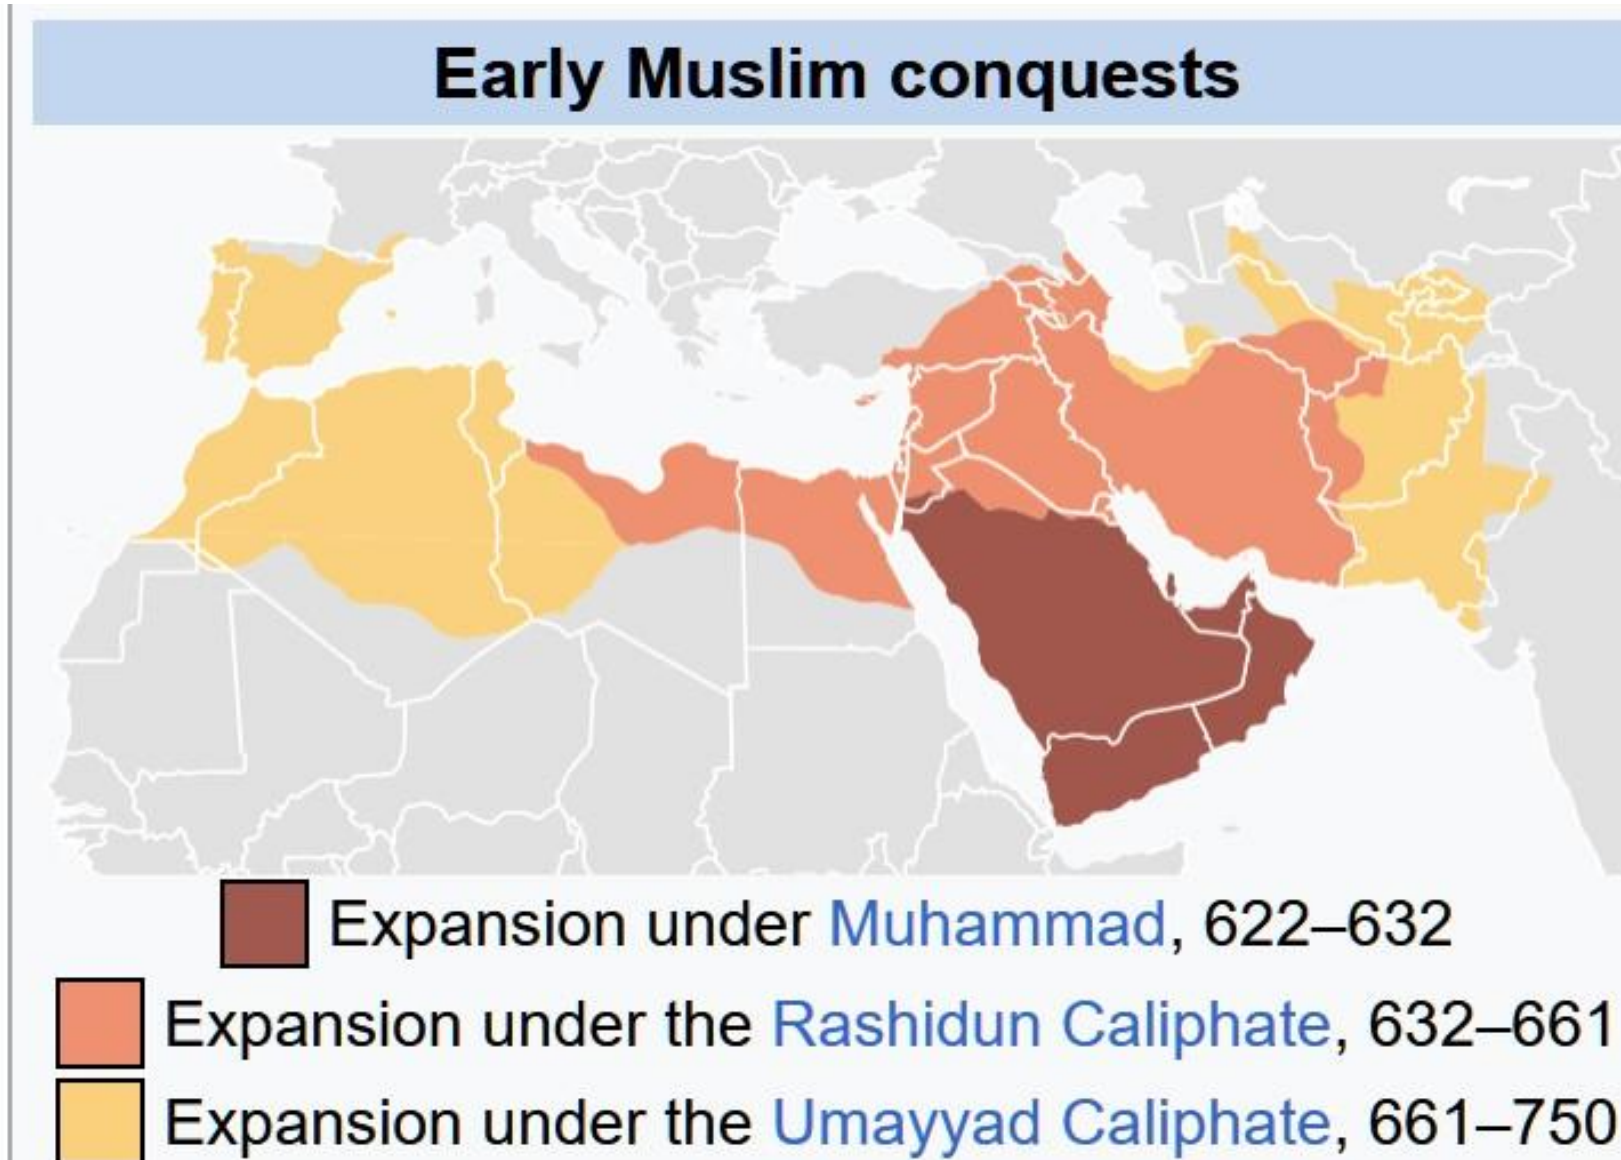 Early Muslim conquests
Expansion under Muhammad, 622–632
Expansion under the Rashidun Caliphate, 632–661
Expansion under the Umayyad Caliphate, 661–750